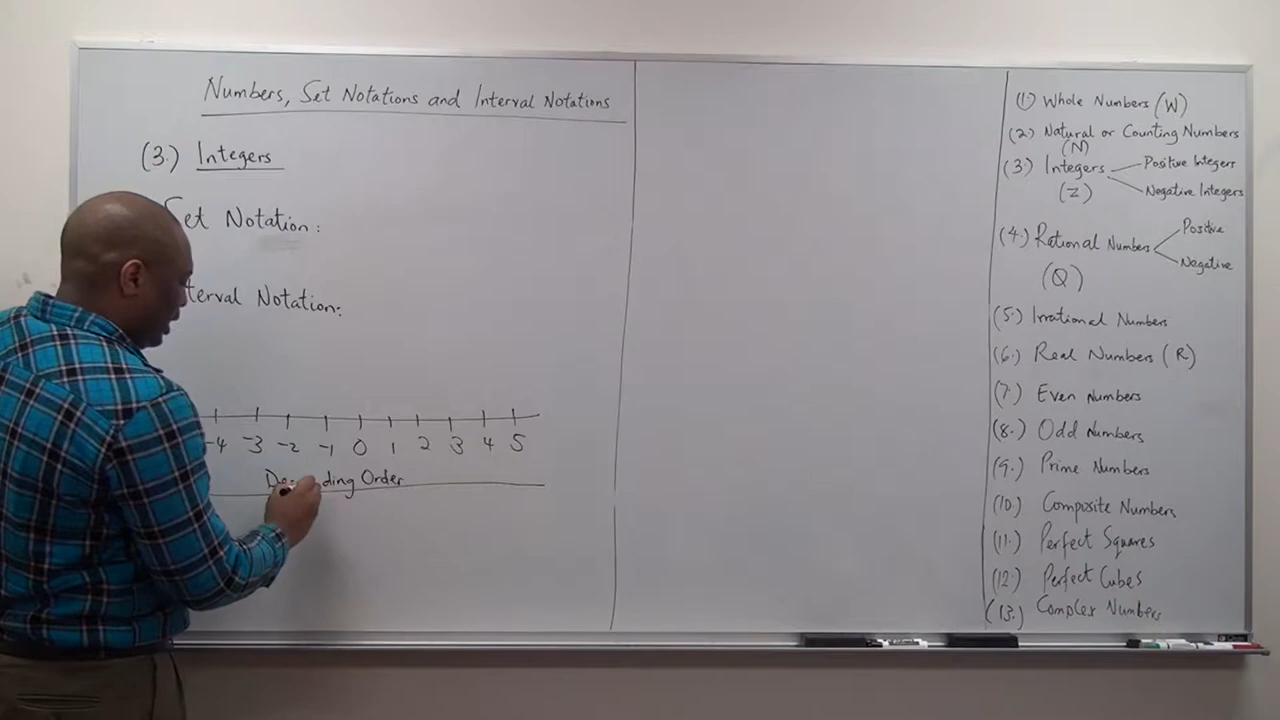 Numbers, Set Notations and Interval Notations
(3.) Integers
Set Notation:
terval Notation:
-4 -3 -2 -1 0 1 2 3 4 5
Order
(1) Whole Numbers (W)
(2) Natural or Counting Numbers
(N)
(3.) Integers
Positive Integers
Negative Integers
(Z)
(4.) Rational Numbers
Positive
Negative
(Q)
(5.) Irrational Numbers
(6.) Real Numbers (R)
(7.) Even Numbers
(8.) Odd Numbers
(9.) Prime Numbers
(10.) Composite Numbers
(11.) Perfect Squares
(12.) Perfect Cubes
(13.) Complex Numbers